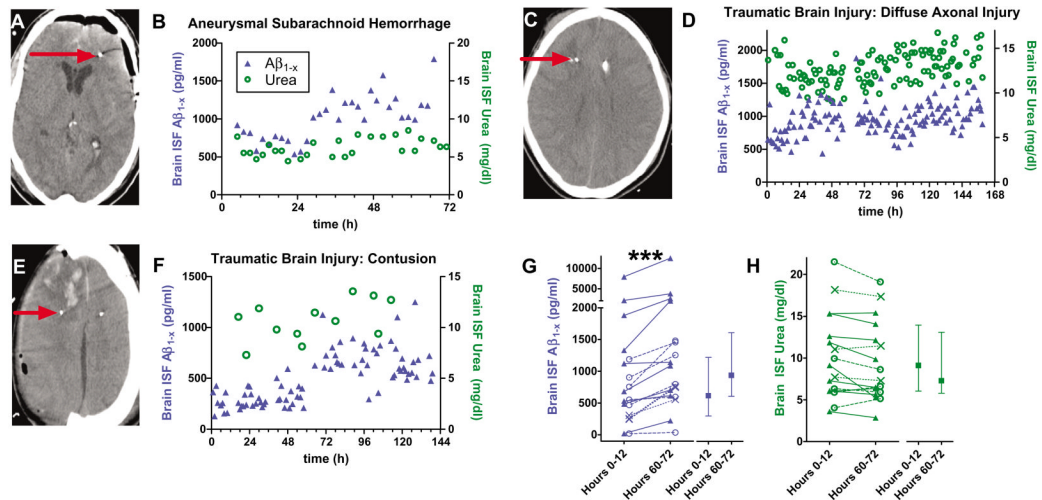 A
B
Aneurysmal Subarachnoid Hemorrhage
Brain ISF Aβ1-x (pg/ml)
2000
1500
1000
500
0
Aβ1-x
Urea
20
15
10
5
0
Brain ISF Urea (mg/dl)
0 24 48 72
time (h)
C
D
Traumatic Brain Injury: Diffuse Axonal Injury
Brain ISF Aβ1-x (pg/ml)
2000
1500
1000
500
0
15
10
5
0
Brain ISF Urea (mg/dl)
0 24 48 72 96 120 144 168
time (h)
E
F
Traumatic Brain Injury: Contusion
Brain ISF Aβ1-x (pg/ml)
1500
1000
500
0
15
10
5
0
Brain ISF Urea (mg/dl)
0 24 48 72 96 120 144
time (h)
G
***
Brain ISF Aβ1-x (pg/ml)
10000
5000
2000
1500
1000
500
0
Hours 0-12
Hours 60-72
Hours 0-12
Hours 60-72
H
Brain ISF Urea (mg/dl)
20
15
10
5
0
Hours 0-12
Hours 60-72
Hours 0-12
Hours 60-72